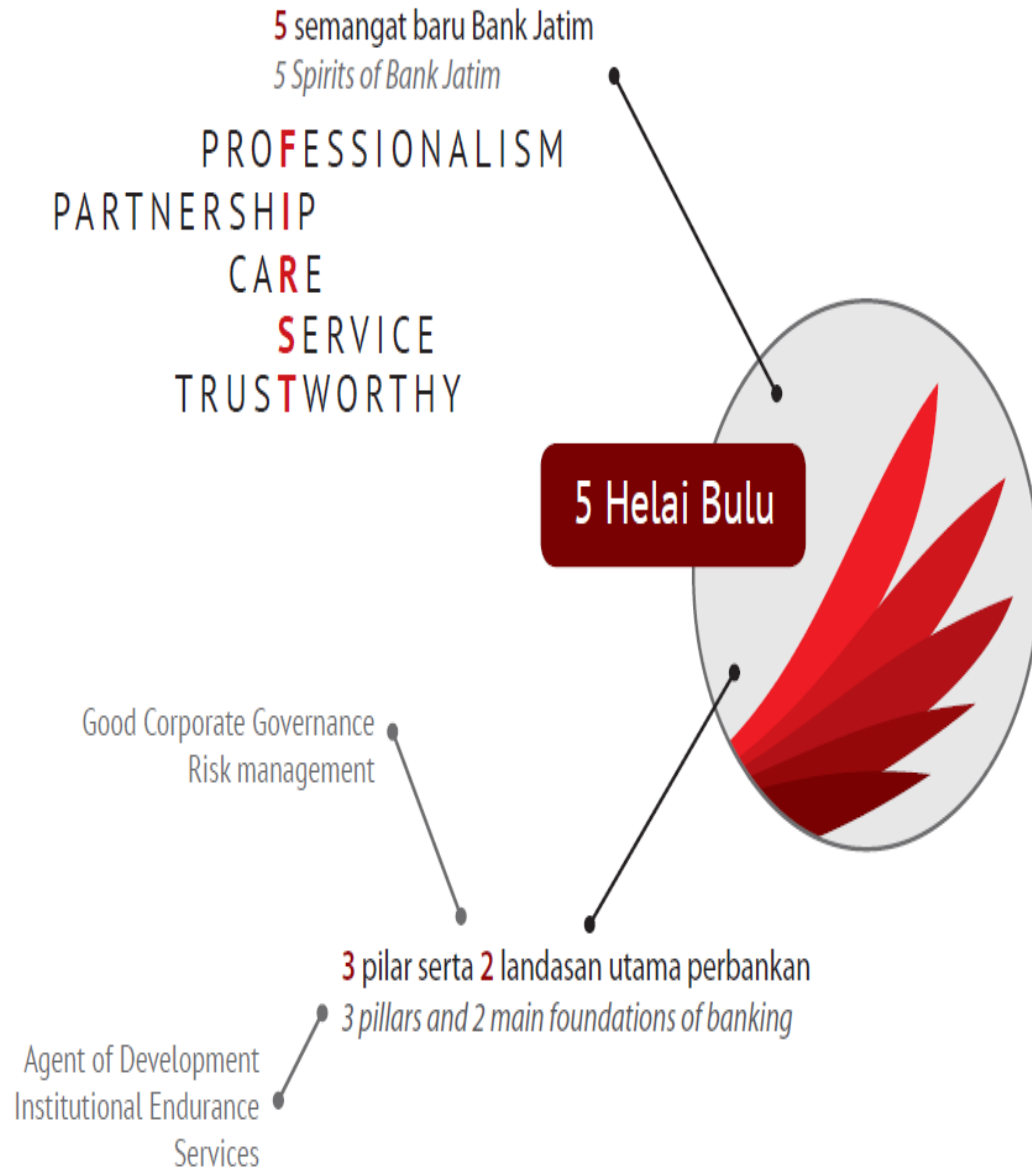 5 semangat baru Bank Jatim
5 Spirits of Bank Jatim
PROFESSIONALISM
PARTNERSHIP
CARE
SERVICE
TRUSTWORTHY
5 Helai Bulu
Good Corporate Governance
Risk management
3 pilar serta 2 landasan utama perbankan
3 pillars and 2 main foundations of banking
Agent of Development
Institutional Endurance
Services